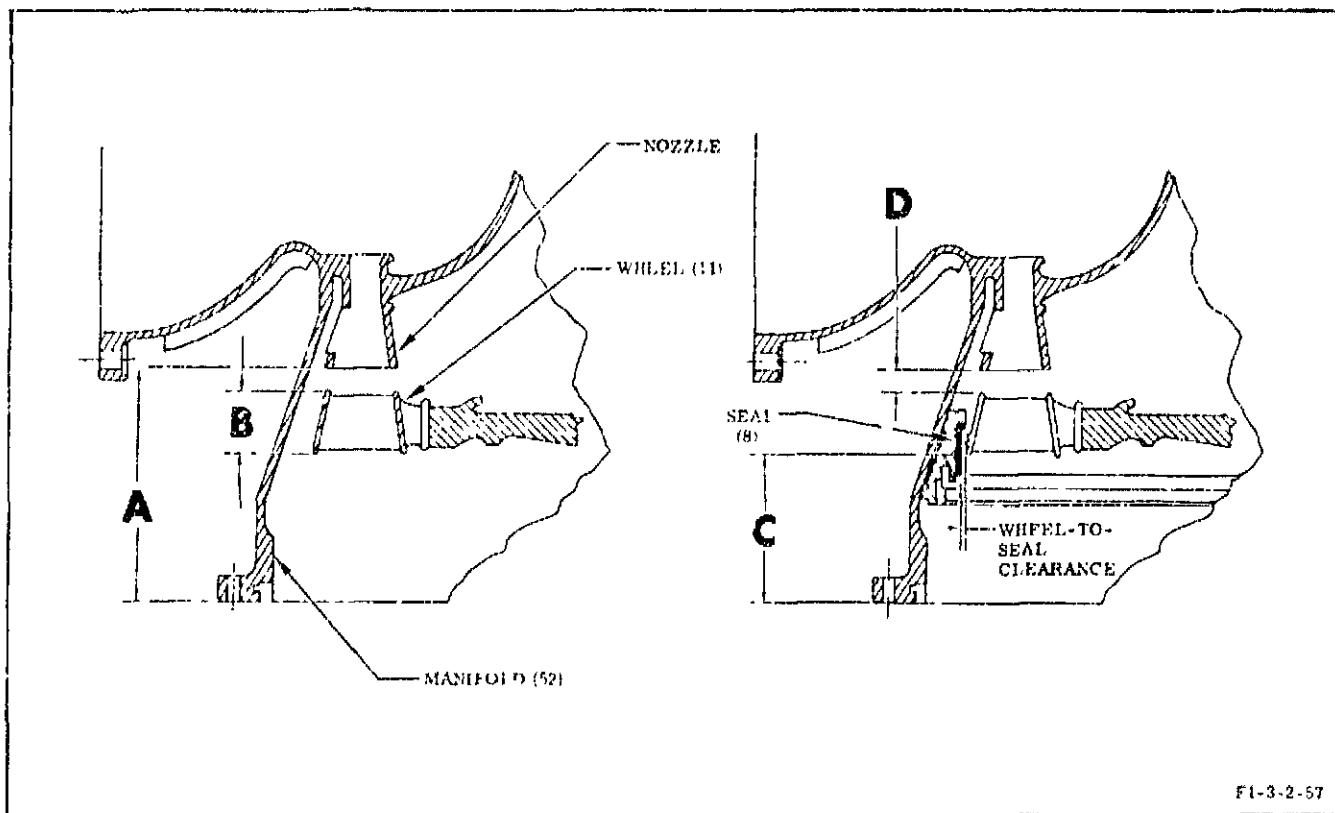 NOZZLE
WHEEL (11)
B
A
MANIFOLD (52)
D
SEAL
(8)
C
WHEEL-TO-
SEAL
CLEARANCE
F1-3-2-57